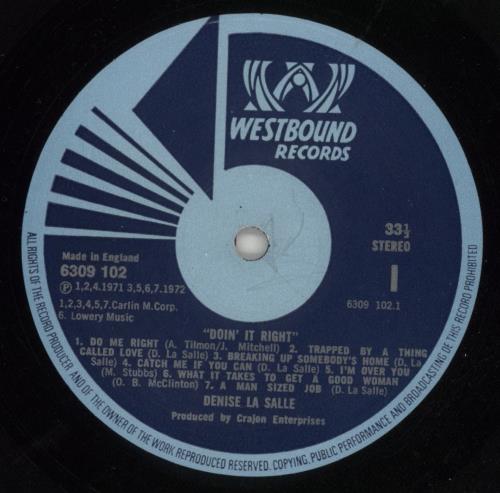 WESTBOUND
RECORDS
33⅓
STEREO
I
6309 102.1
Made in England
6309 102
Ⓟ 1,2,4.1971 3,5,6,7.1972
1,2,3,4,5,7.Carlin M.Corp.
6. Lowery Music
"DOIN' IT RIGHT"
1. DO ME RIGHT (A. Tilmon/J. Mitchell) 2. TRAPPED BY A THING
CALLED LOVE (D. La Salle) 3. BREAKING UP SOMEBODY'S HOME (D. La
Salle) 4. CATCH ME IF YOU CAN (D. La Salle) 5. I'M OVER YOU
(M. Stubbs) 6. WHAT IT TAKES TO GET A GOOD WOMAN
(O. B. McClinton) 7. A MAN SIZED JOB (D. La Salle)
DENISE LA SALLE
Produced by Crajon Enterprises
ALL RIGHTS OF THE RECORD PRODUCER AND OF THE OWNER OF THE WORK REPRODUCED RESERVED. COPYING, PUBLIC PERFORMANCE AND BROADCASTING OF THIS RECORD PROHIBITED